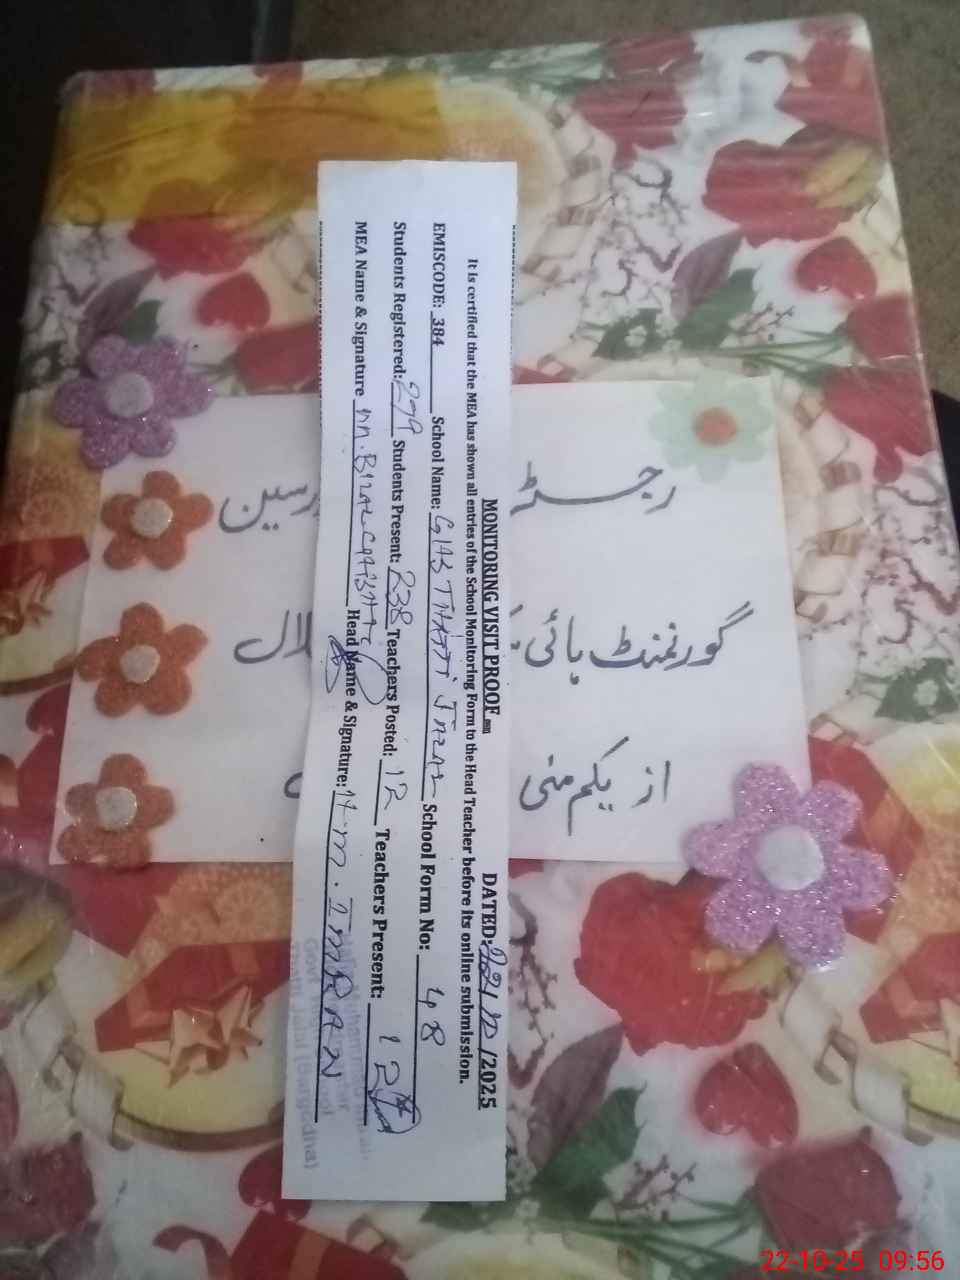 MONITORING VISIT PROOF DATED: 22/10/2025
It is certified that the MEA has shown all entries of the School Monitoring Form to the Head Teacher before its online submission.
EMISCODE: 384 School Name: GHS THATTI JALAL School Form No: 48
Students Registered: 299 Students Present: 238 Teachers Posted: 12 Teachers Present: 12
MEA Name & Signature M. BILAL Head Name & Signature: H.M. IMRAN
رجسٹر
گورنمنٹ ہائی
از یکم مئی
22-10-25 09:56